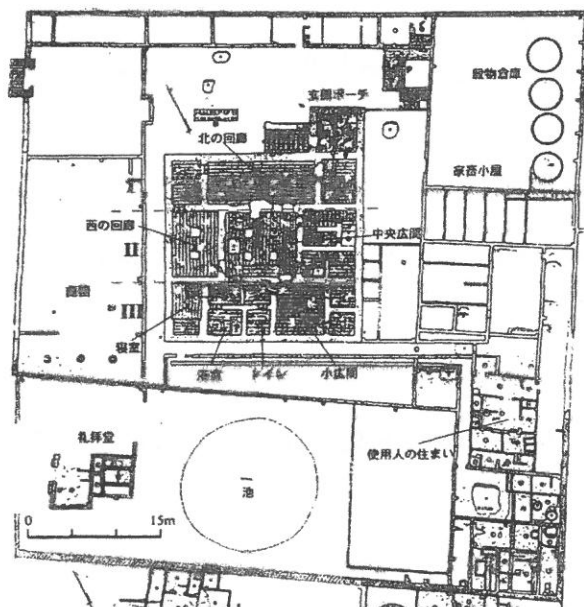 穀物倉庫
玄関ポーチ
北の回廊
家畜小屋
I
西の回廊
中央広間
II
III
寝室
浴室
トイレ
小広間
礼拝堂
使用人の住まい
池
0
15m